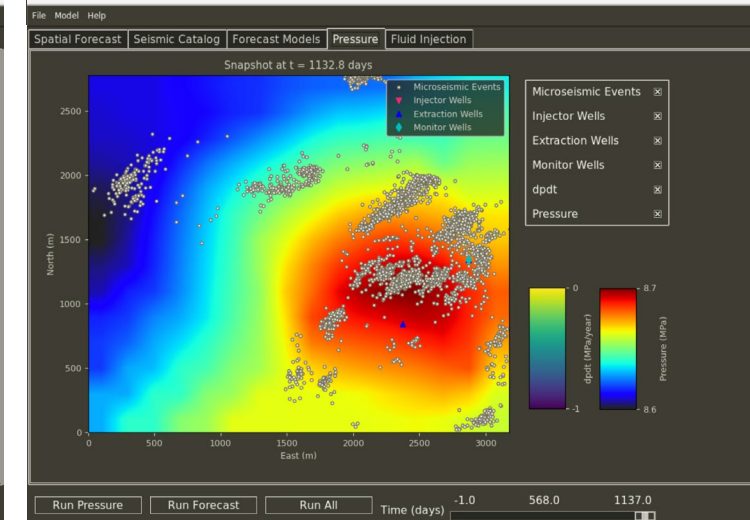 File Model Help
Spatial Forecast Seismic Catalog Forecast Models Pressure Fluid Injection
Snapshot at t = 1132.8 days
Microseismic Events
Injector Wells
Extraction Wells
Monitor Wells
2500
2000
1500
1000
500
0
North (m)
0 500 1000 1500 2000 2500 3000
East (m)
Microseismic Events
Injector Wells
Extraction Wells
Monitor Wells
dpdt
Pressure
0
-1
dpdt (MPa/year)
8.7
8.6
Pressure (MPa)
Run Pressure Run Forecast Run All
Time (days) -1.0 568.0 1137.0